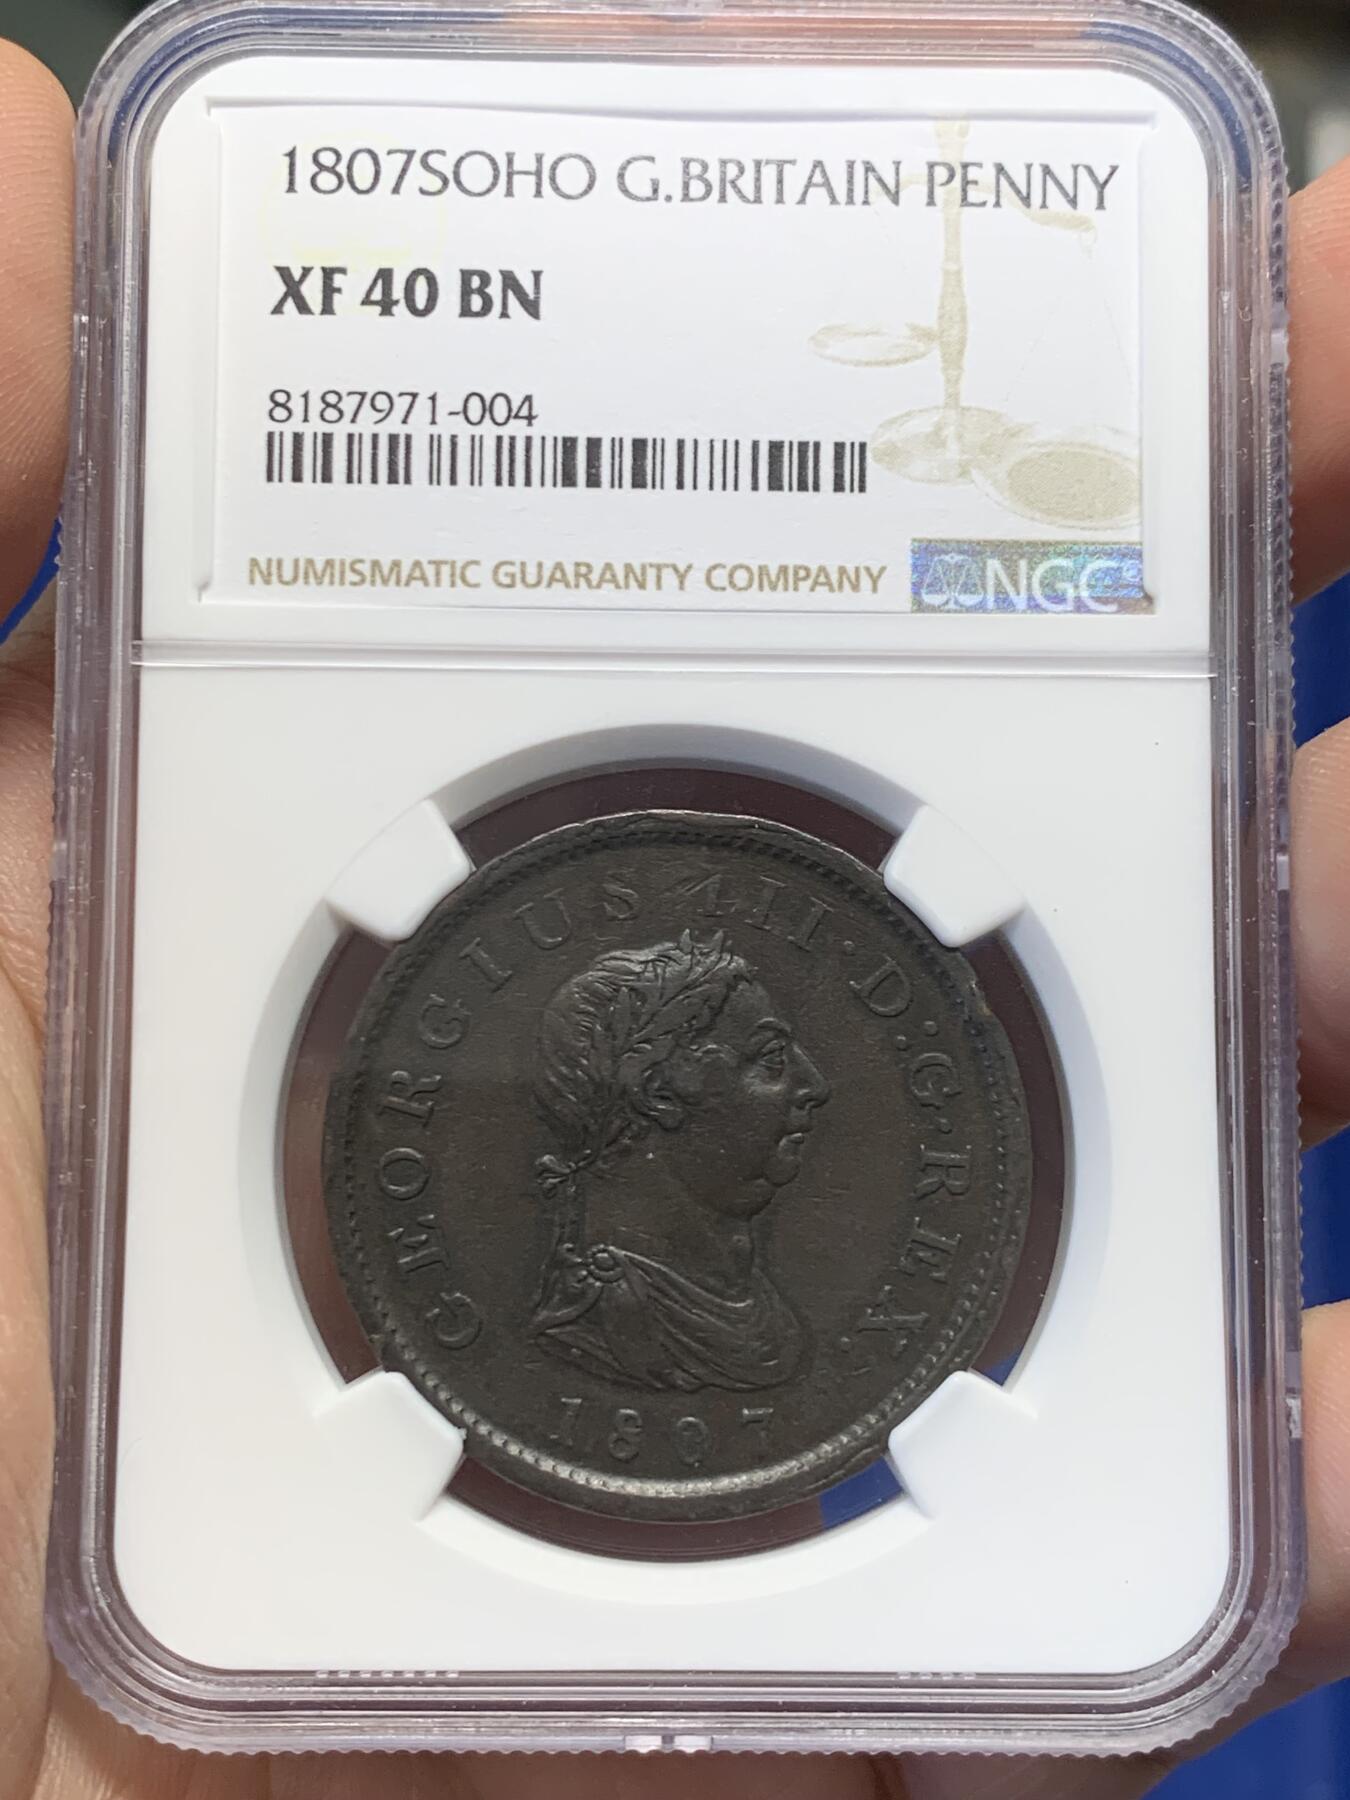 1807SOHO G.BRITAIN PENNY
XF 40 BN
8187971-004
NUMISMATIC GUARANTY COMPANY
NGC
GEORGIUS III·D:G·REX.
1807